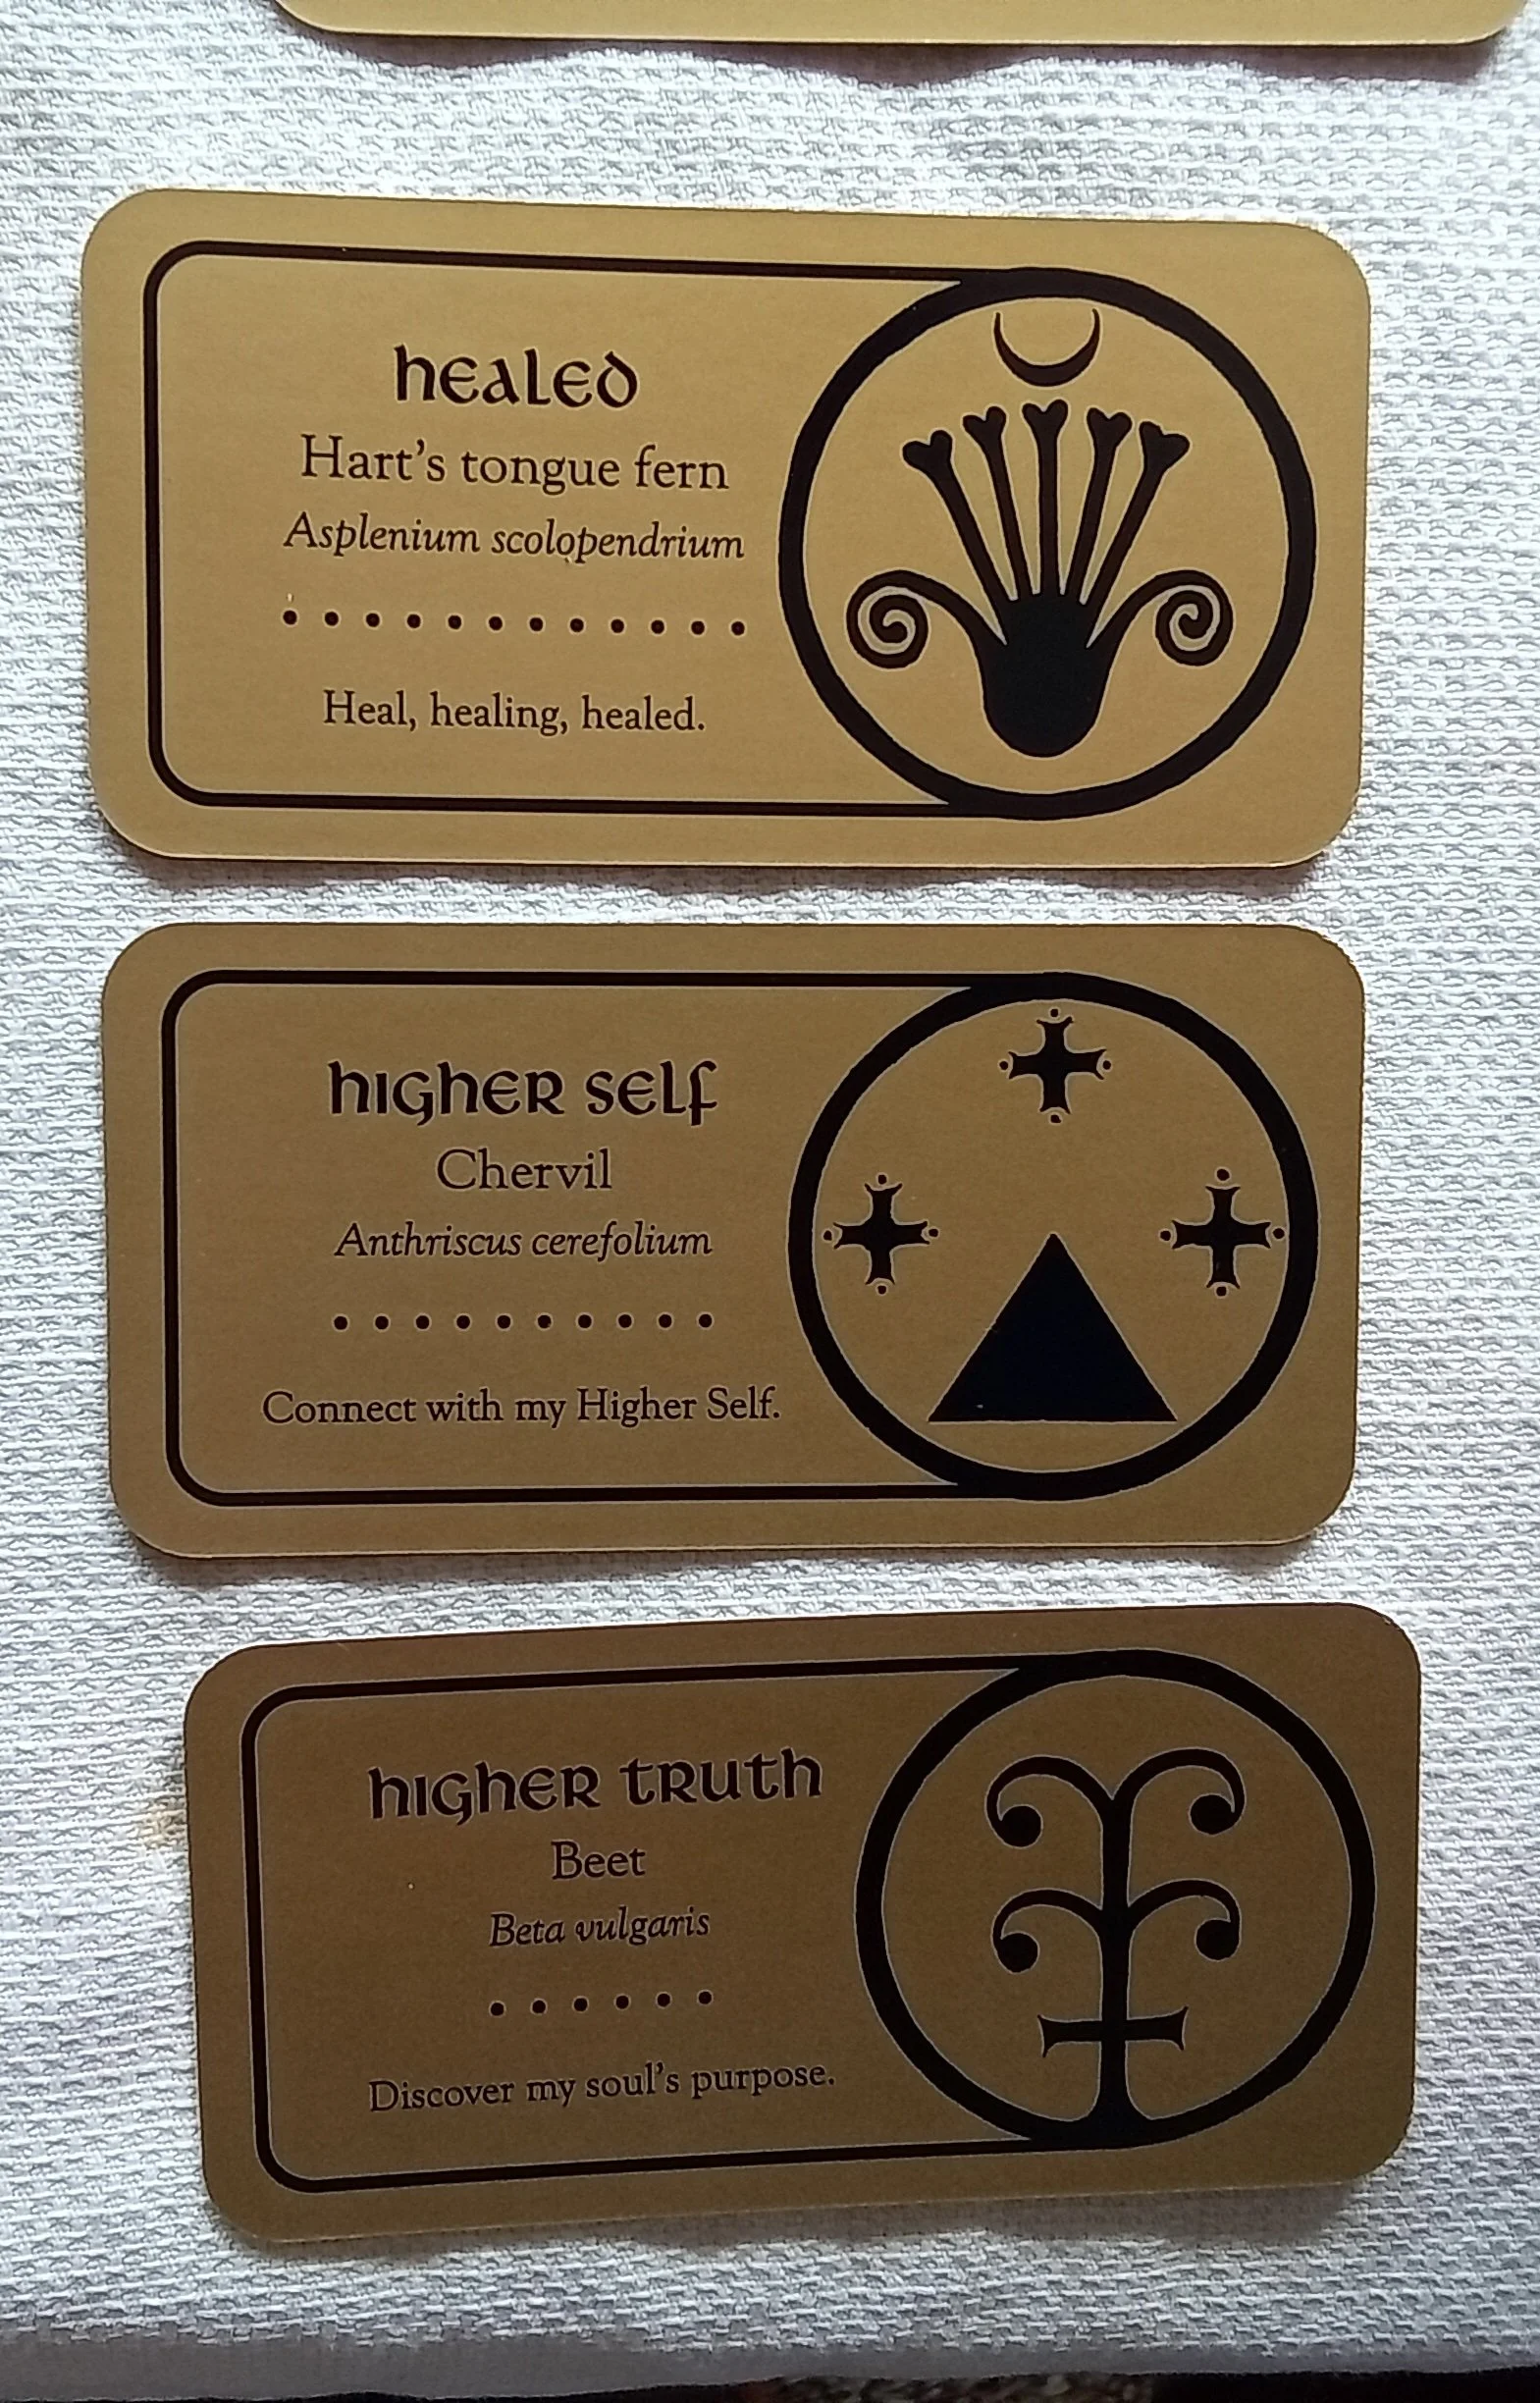 healed
Hart's tongue fern
Asplenium scolopendrium
Heal, healing, healed.
higher self
Chervil
Anthriscus cerefolium
Connect with my Higher Self.
higher truth
Beet
Beta vulgaris
Discover my soul's purpose.